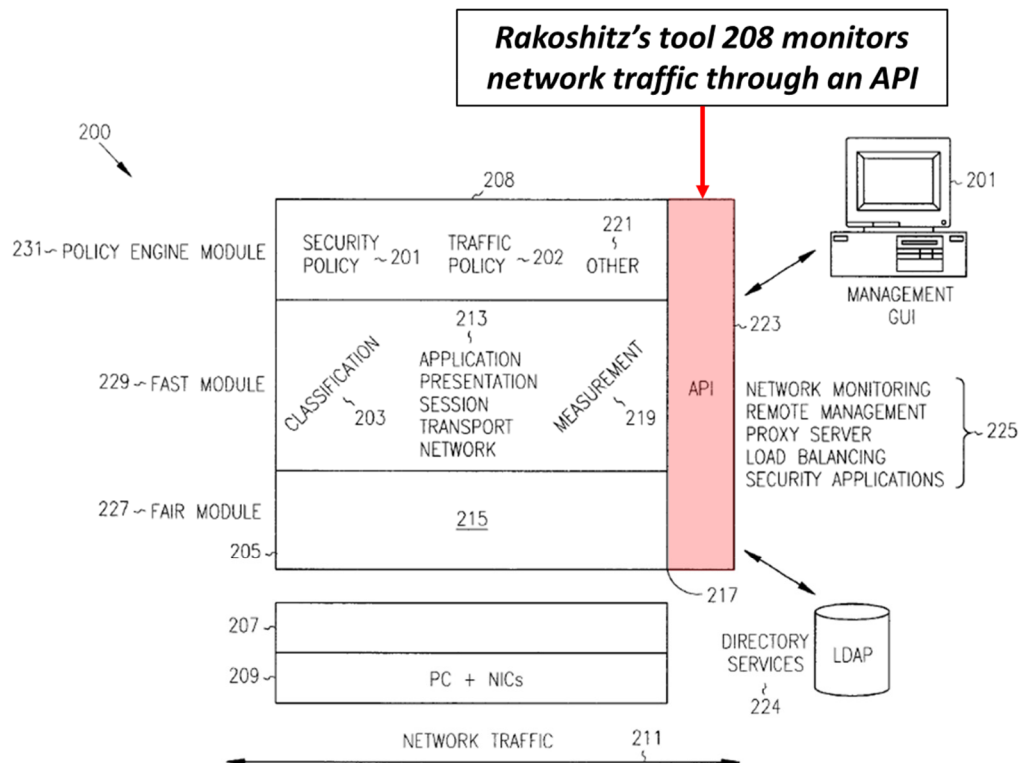 Rakoshitz's tool 208 monitors
network traffic through an API
200
208
201
231 POLICY ENGINE MODULE
SECURITY
POLICY 201
TRAFFIC
POLICY 202
221
OTHER
MANAGEMENT
GUI
223
229 FAST MODULE
CLASSIFICATION
203
213
APPLICATION
PRESENTATION
SESSION
TRANSPORT
NETWORK
MEASUREMENT
219
API
NETWORK MONITORING
REMOTE MANAGEMENT
PROXY SERVER
LOAD BALANCING
SECURITY APPLICATIONS
225
227 FAIR MODULE
215
205
217
207
209
PC + NICs
DIRECTORY
SERVICES
224
LDAP
NETWORK TRAFFIC
211